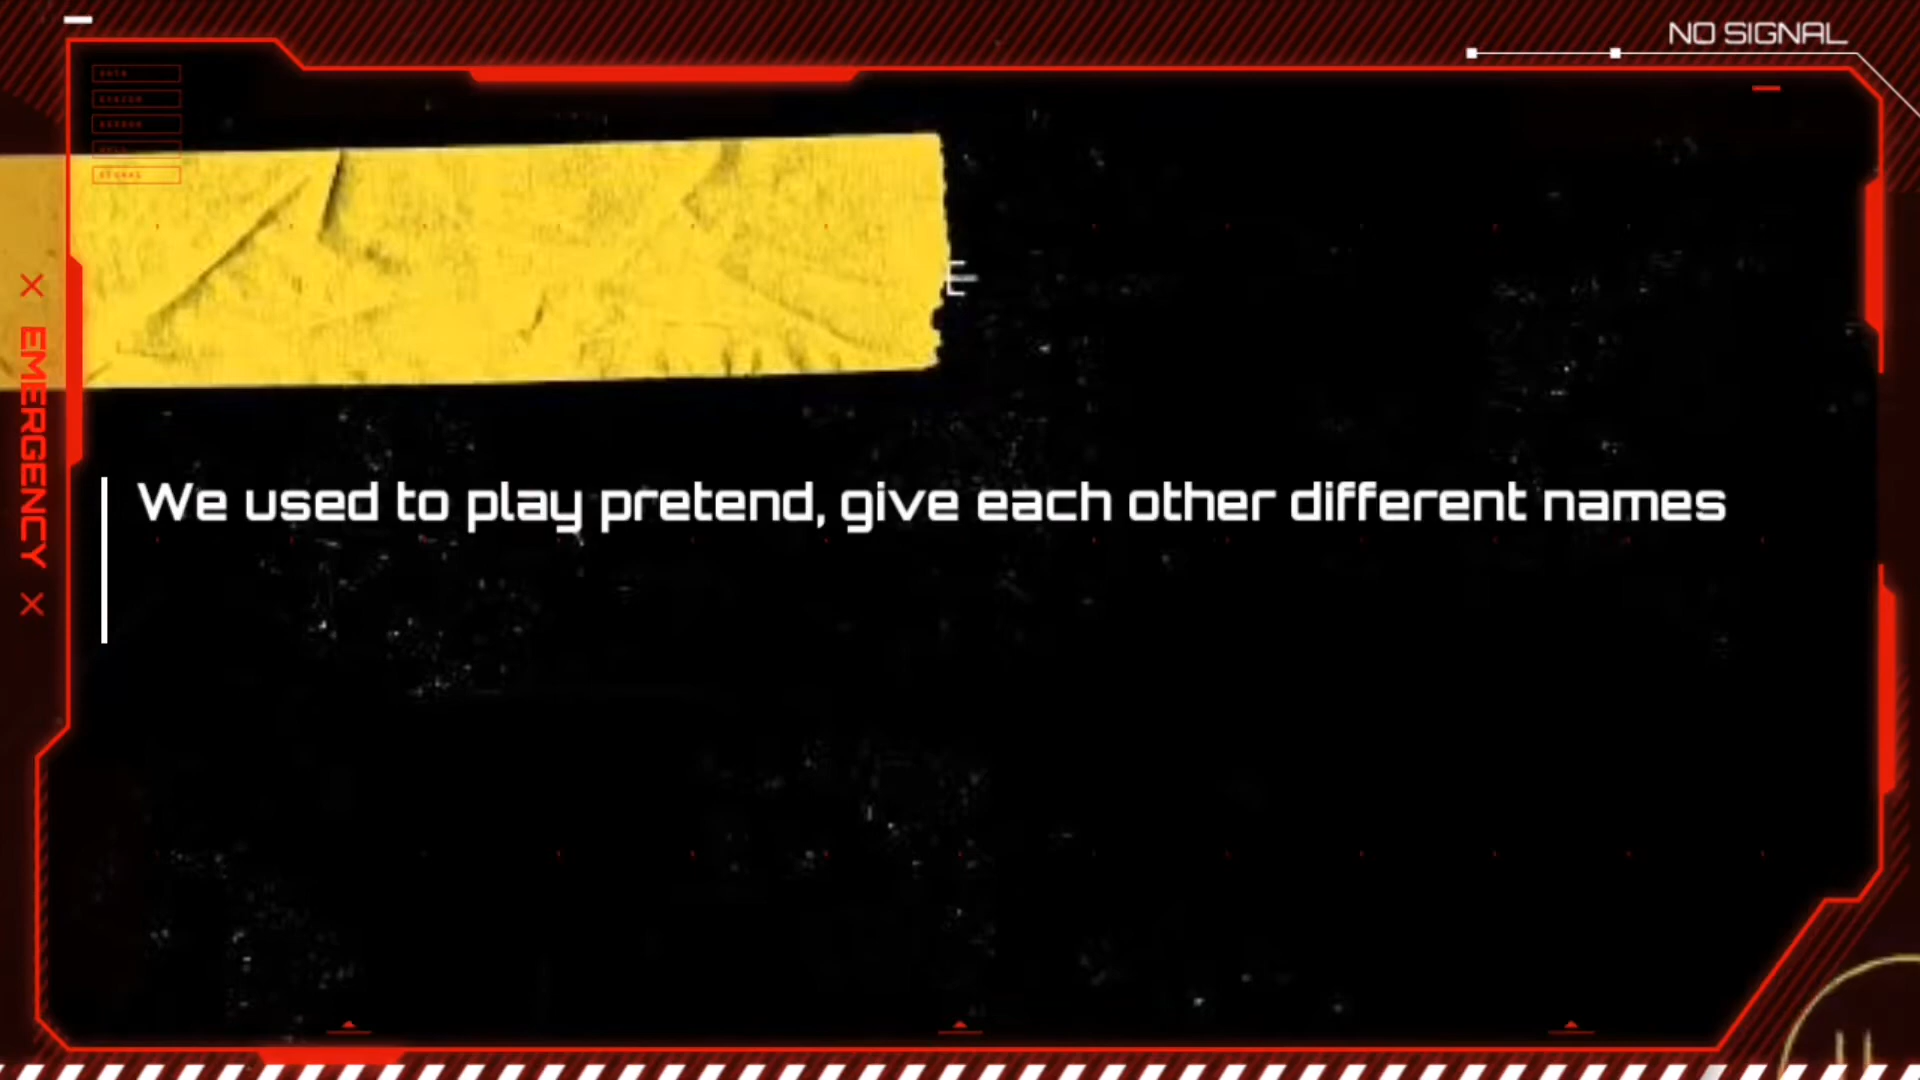 NO SIGNAL
EMERGENCY
We used to play pretend, give each other different names